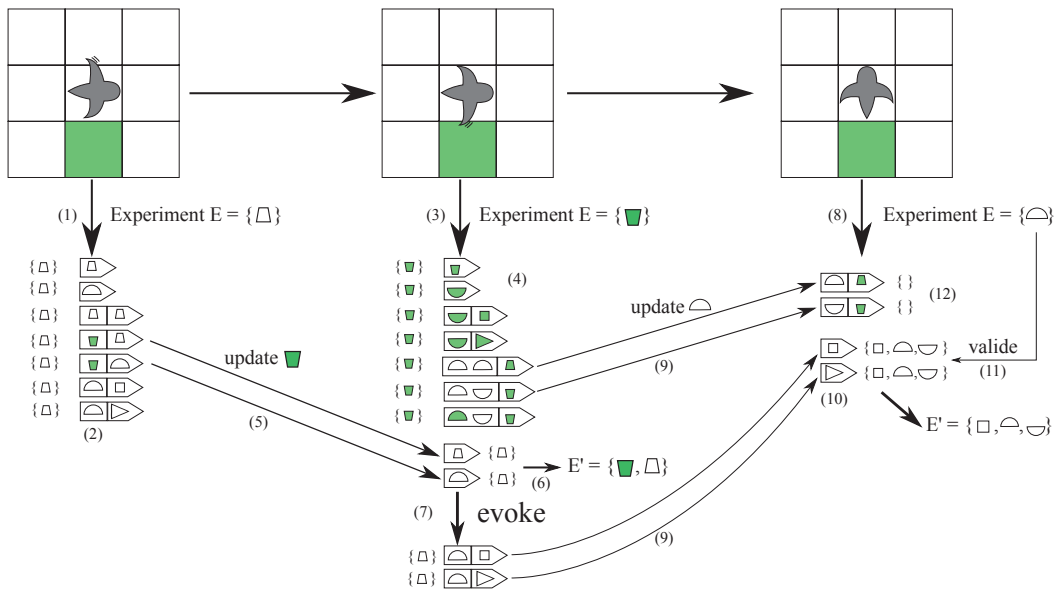 (1) Experiment E = { }
(3) Experiment E = { }
(8) Experiment E = { }
{ }
{ }
{ }
{ }
{ }
{ }
{ }
(2)
update
(5)
{ }
{ }
{ }
{ }
{ }
{ }
{ }
(4)
{ }
{ }
(6)
E' = { , }
(7) evoke
{ }
{ }
update
(9)
(9)
{ }
{ }
(12)
{ , , }
{ , , }
valide
(11)
(10)
E' = { , , }